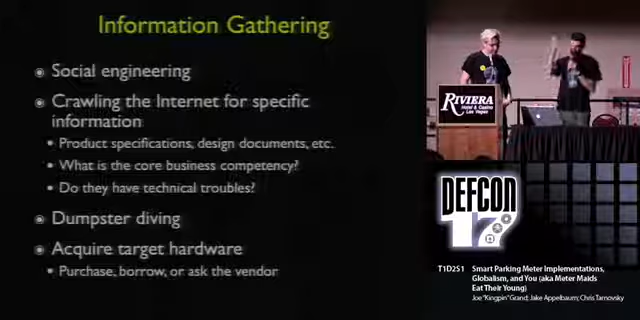 Information Gathering
Social engineering
Crawling the Internet for specific
information
Product specifications, design documents, etc.
What is the core business competency?
Do they have technical troubles?
Dumpster diving
Acquire target hardware
Purchase, borrow, or ask the vendor
RIVIERA
Hotel & Casino
Las Vegas
DEFCON
17
T1D2S1 Smart Parking Meter Implementations,
Globalism, and You (aka Meter Maids
Eat Their Young)
Joe "Kingpin" Grand; Jake Appelbaum; Chris Tarnovsky